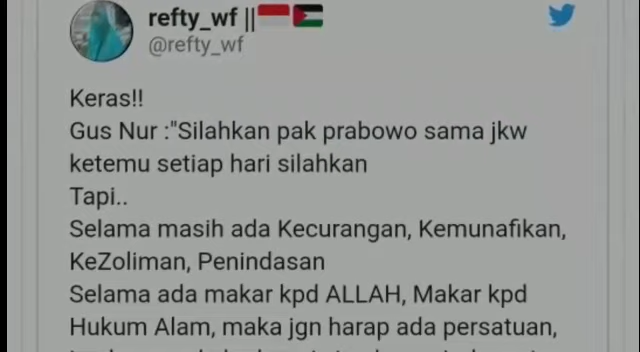 refty_wf ||🇮🇩🇵🇸
@refty_wf
Keras!!
Gus Nur :"Silahkan pak prabowo sama jkw
ketemu setiap hari silahkan
Tapi..
Selama masih ada Kecurangan, Kemunafikan,
KeZoliman, Penindasan
Selama ada makar kpd ALLAH, Makar kpd
Hukum Alam, maka jgn harap ada persatuan,